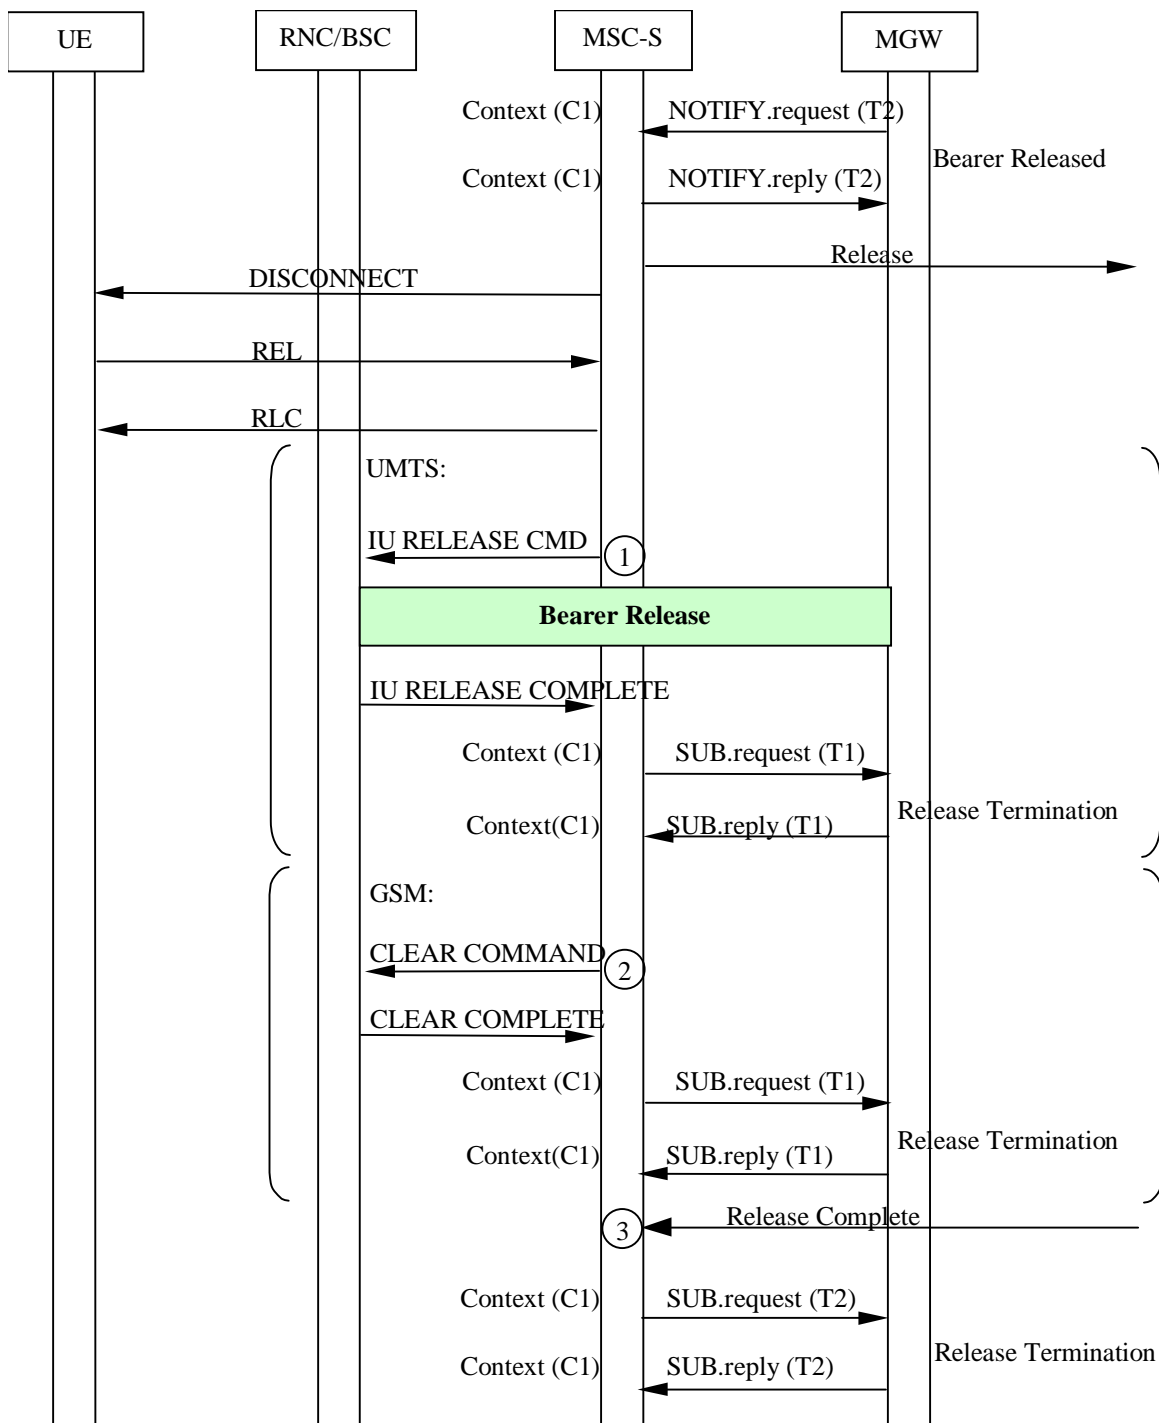 UE
RNC/BSC
MSC-S
MGW
Context (C1)
NOTIFY.request (T2)
Bearer Released
Context (C1)
NOTIFY.reply (T2)
Release
DISCONNECT
REL
RLC
UMTS:
IU RELEASE CMD
1
Bearer Release
IU RELEASE COMPLETE
Context (C1)
SUB.request (T1)
Release Termination
Context(C1)
SUB.reply (T1)
GSM:
CLEAR COMMAND
2
CLEAR COMPLETE
Context (C1)
SUB.request (T1)
Release Termination
Context(C1)
SUB.reply (T1)
3
Release Complete
Context (C1)
SUB.request (T2)
Release Termination
Context (C1)
SUB.reply (T2)